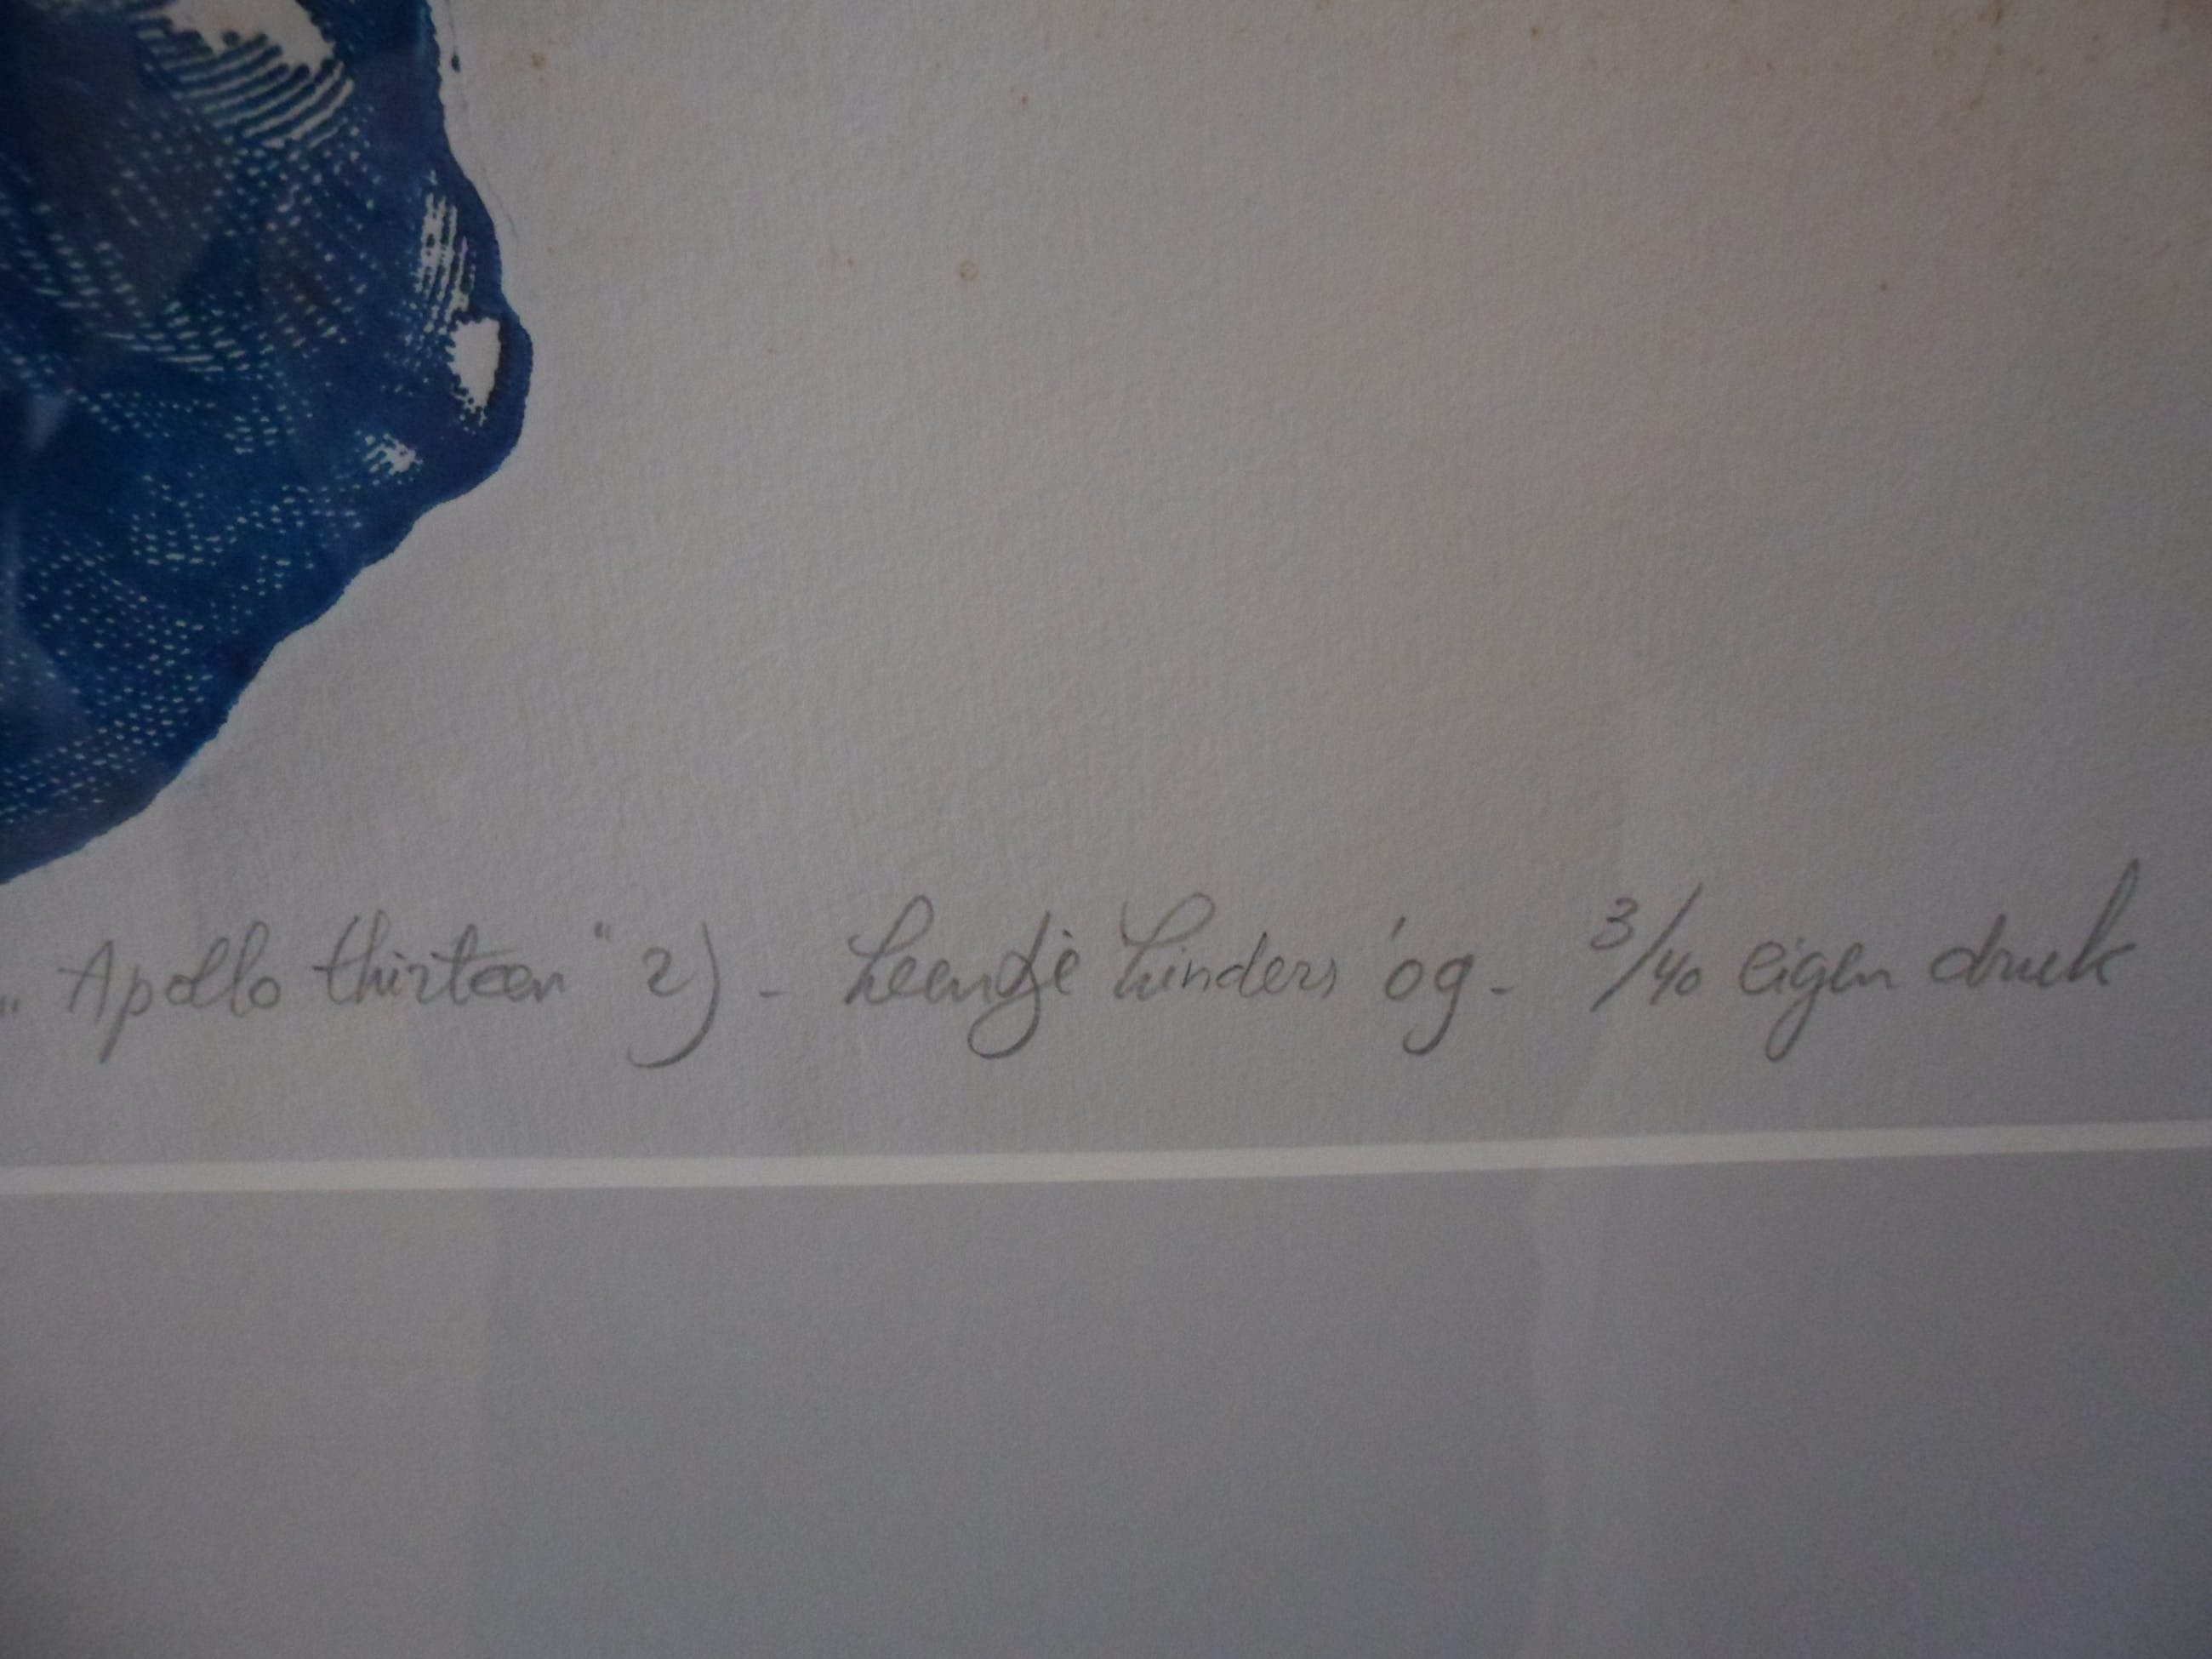 „Apollo thirteen" 2) - Leentje Linders '09 - 3/40 eigen druk